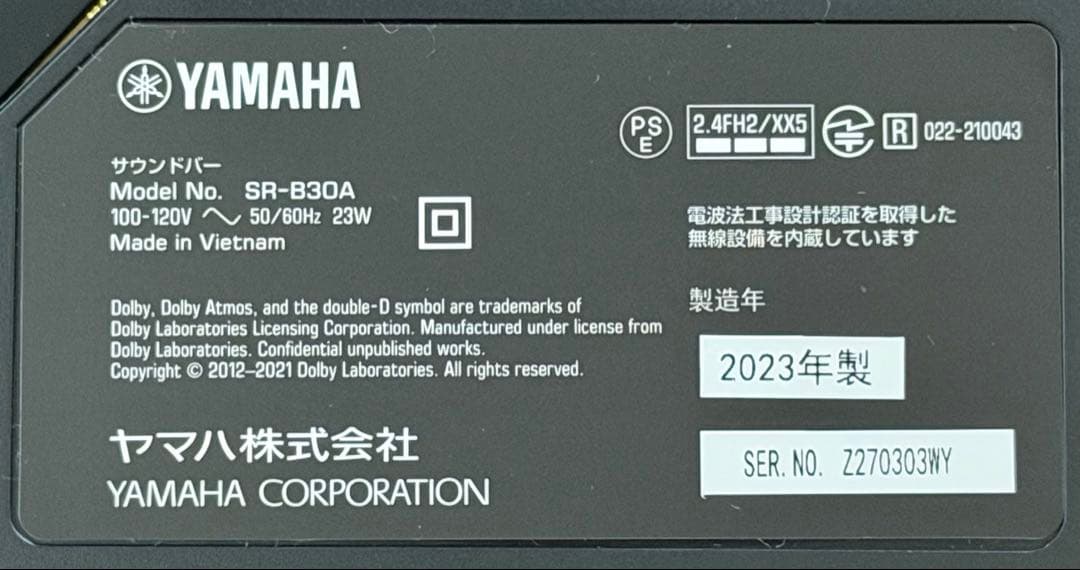 YAMAHA
サウンドバー
Model No. SR-B30A
100-120V 〜 50/60Hz 23W
Made in Vietnam
Dolby, Dolby Atmos, and the double-D symbol are trademarks of
Dolby Laboratories Licensing Corporation. Manufactured under license from
Dolby Laboratories. Confidential unpublished works.
Copyright © 2012–2021 Dolby Laboratories. All rights reserved.
ヤマハ株式会社
YAMAHA CORPORATION
PS
E
2.4FH2/XX5
R 022-210043
電波法工事設計認証を取得した
無線設備を内蔵しています
製造年
2023年製
SER. NO. Z270303WY